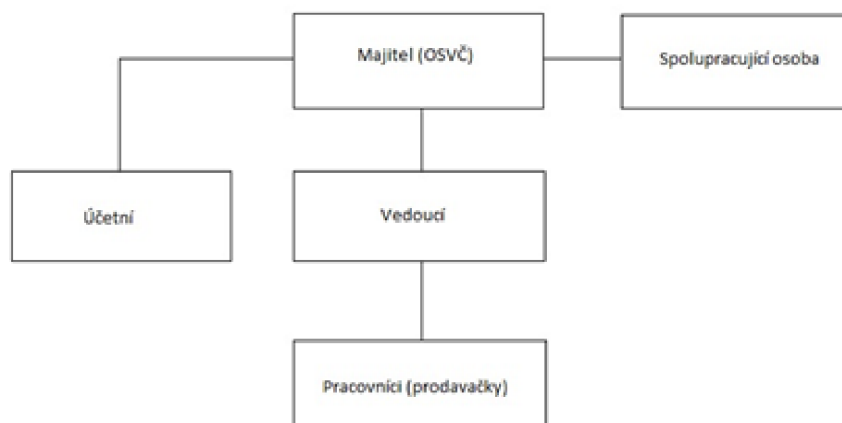 Majitel (OSVČ)
Spolupracující osoba
Účetní
Vedoucí
Pracovníci (prodavačky)